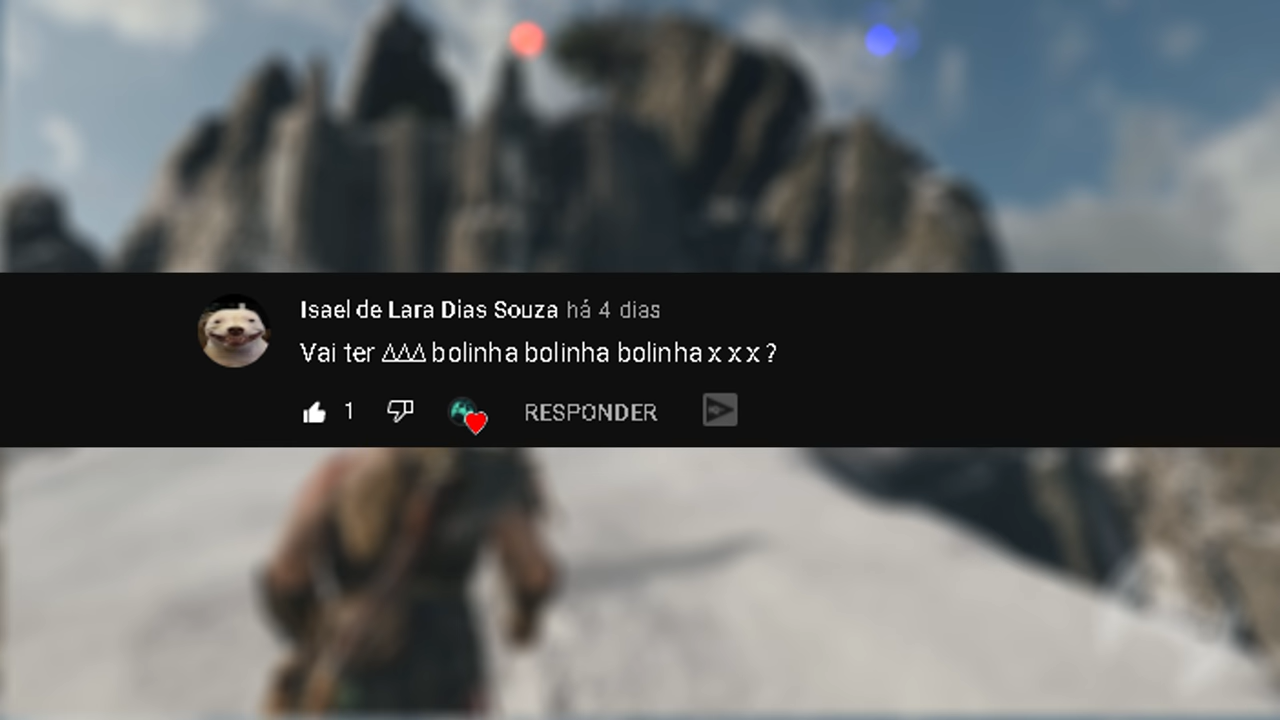 Isael de Lara Dias Souza há 4 dias
Vai ter ΔΔΔ bolinha bolinha bolinha x x x ?
1 RESPONDER